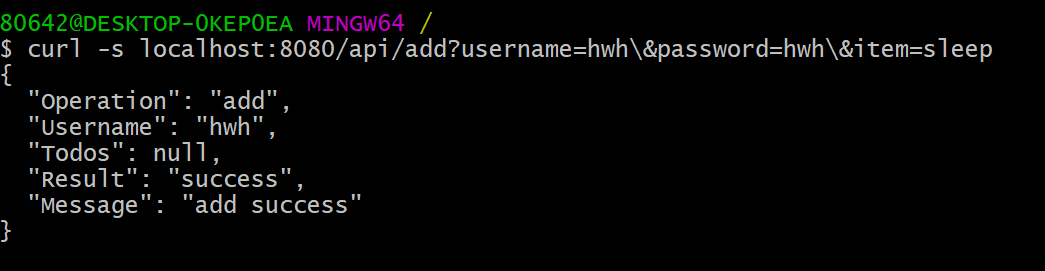 80642@DESKTOP-0KEP0EA MINGW64 /
$ curl -s localhost:8080/api/add?username=hwh\&password=hwh\&item=sleep
{
  "Operation": "add",
  "Username": "hwh",
  "Todos": null,
  "Result": "success",
  "Message": "add success"
}